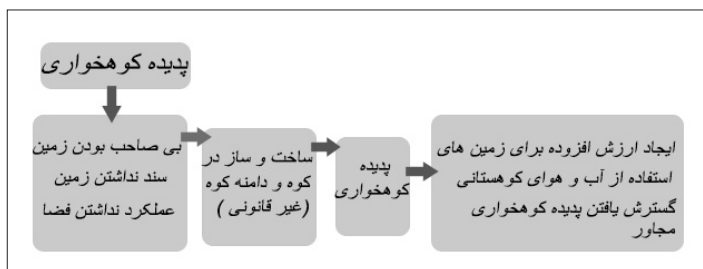 پدیده کوهخواری
بی صاحب بودن زمین
سند نداشتن زمین
عملکرد نداشتن فضا
ساخت و ساز در
کوه و دامنه کوه
(غیر قانونی )
پدیده
کوهخواری
ایجاد ارزش افزوده برای زمین های
استفاده از آب و هوای کوهستانی
گسترش یافتن پدیده کوهخواری
مجاور